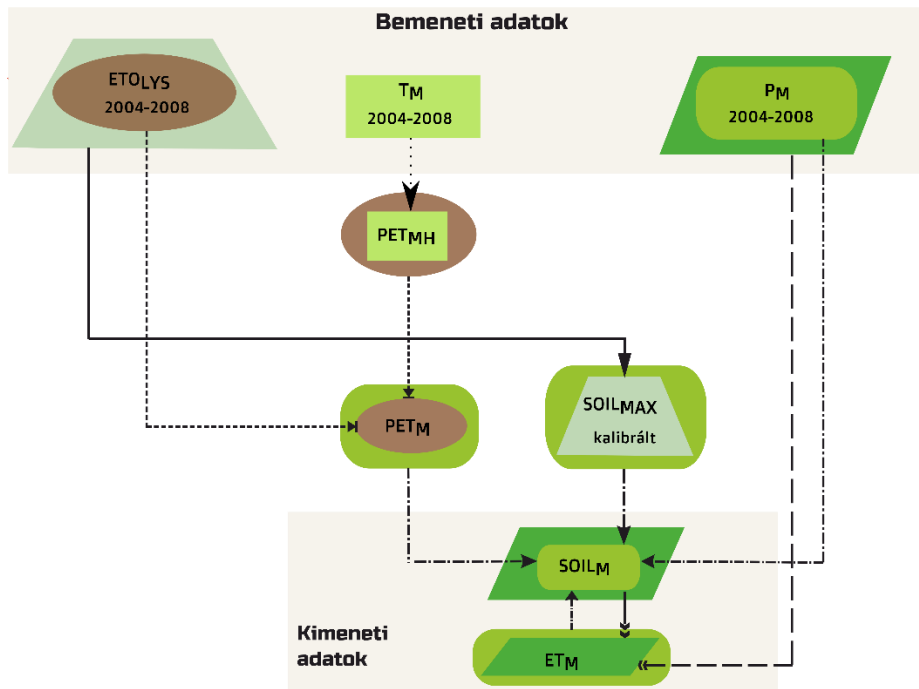 Bemeneti adatok
ETOLYS
2004-2008
TM
2004-2008
PM
2004-2008
PETMH
PETM
SOILMAX
kalibrált
SOILM
Kimeneti
adatok
ETM